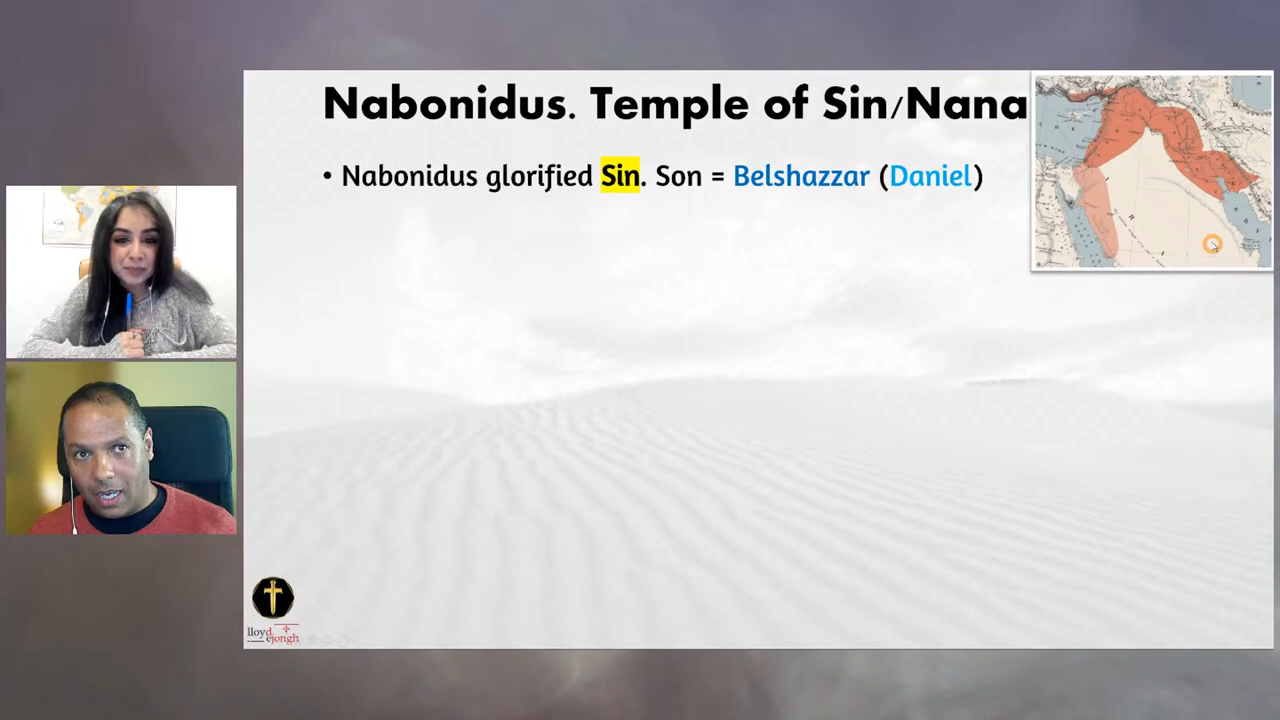 Nabonidus. Temple of Sin/Nana
• Nabonidus glorified Sin. Son = Belshazzar (Daniel)
lloyd
ejongh